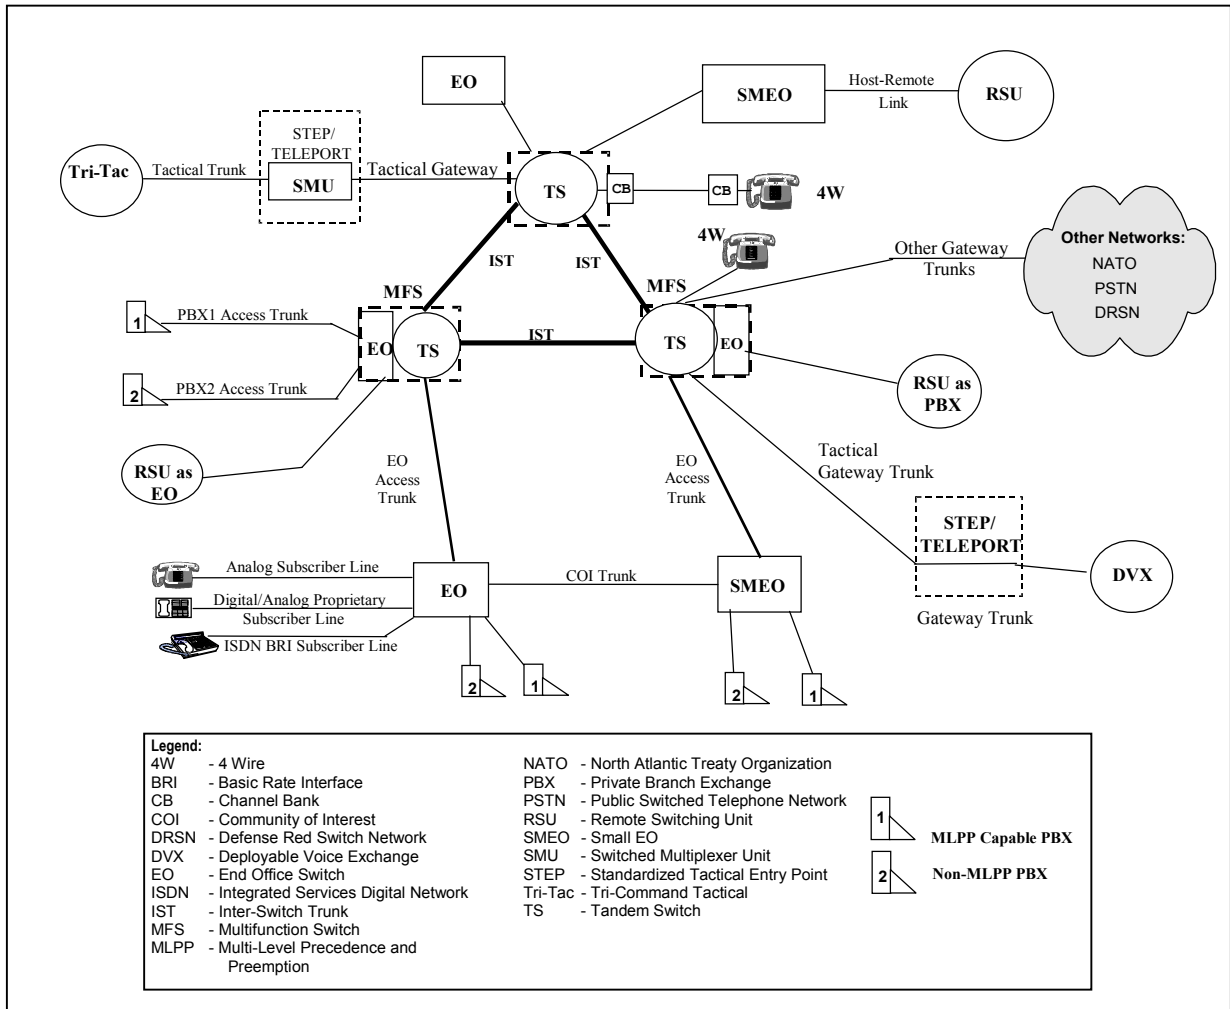 EO
SMEO
Host-Remote
Link
RSU
STEP/
TELEPORT
SMU
Tri-Tac
Tactical Trunk
Tactical Gateway
TS
CB
CB
4W
4W
IST
IST
Other Gateway
Trunks
Other Networks:
NATO
PSTN
DRSN
MFS
MFS
1
PBX1 Access Trunk
EO
TS
IST
TS
EO
2
PBX2 Access Trunk
RSU as
PBX
RSU as
EO
EO
Access
Trunk
EO
Access
Trunk
Tactical
Gateway Trunk
STEP/
TELEPORT
DVX
Gateway Trunk
Analog Subscriber Line
Digital/Analog Proprietary
Subscriber Line
ISDN BRI Subscriber Line
EO
COI Trunk
SMEO
2
1
2
1
Legend:
4W - 4 Wire
BRI - Basic Rate Interface
CB - Channel Bank
COI - Community of Interest
DRSN - Defense Red Switch Network
DVX - Deployable Voice Exchange
EO - End Office Switch
ISDN - Integrated Services Digital Network
IST - Inter-Switch Trunk
MFS - Multifunction Switch
MLPP - Multi-Level Precedence and
Preemption
NATO - North Atlantic Treaty Organization
PBX - Private Branch Exchange
PSTN - Public Switched Telephone Network
RSU - Remote Switching Unit
SMEO - Small EO
SMU - Switched Multiplexer Unit
STEP - Standardized Tactical Entry Point
Tri-Tac - Tri-Command Tactical
TS - Tandem Switch
1
MLPP Capable PBX
2
Non-MLPP PBX